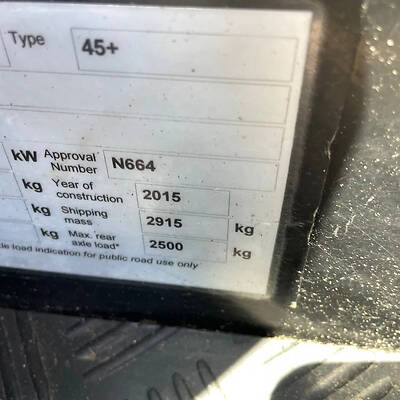 Type 45+
kW Approval Number N664
kg Year of construction 2015
kg Shipping mass 2915 kg
kg Max. rear axle load* 2500 kg
load indication for public road use only